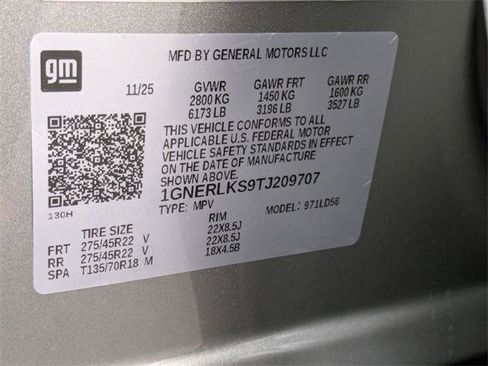 gm
MFD BY GENERAL MOTORS LLC
11/25 GVWR GAWR FRT GAWR RR
2800 KG 1450 KG 1600 KG
6173 LB 3196 LB 3527 LB
THIS VEHICLE CONFORMS TO ALL
APPLICABLE U.S. FEDERAL MOTOR
VEHICLE SAFETY STANDARDS IN EFFECT
ON THE DATE OF MANUFACTURE
SHOWN ABOVE.
1GNERLKS9TJ209707
130H TYPE: MPV MODEL: 971LD56
TIRE SIZE RIM
FRT 275/45R22 V 22X8.5J
RR 275/45R22 V 22X8.5J
SPA T135/70R18 M 18X4.5B